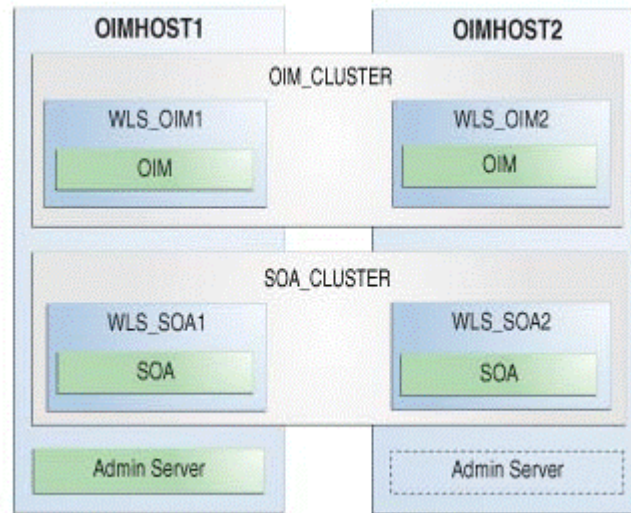 OIMHOST1
OIMHOST2
OIM_CLUSTER
WLS_OIM1
WLS_OIM2
OIM
OIM
SOA_CLUSTER
WLS_SOA1
WLS_SOA2
SOA
SOA
Admin Server
Admin Server